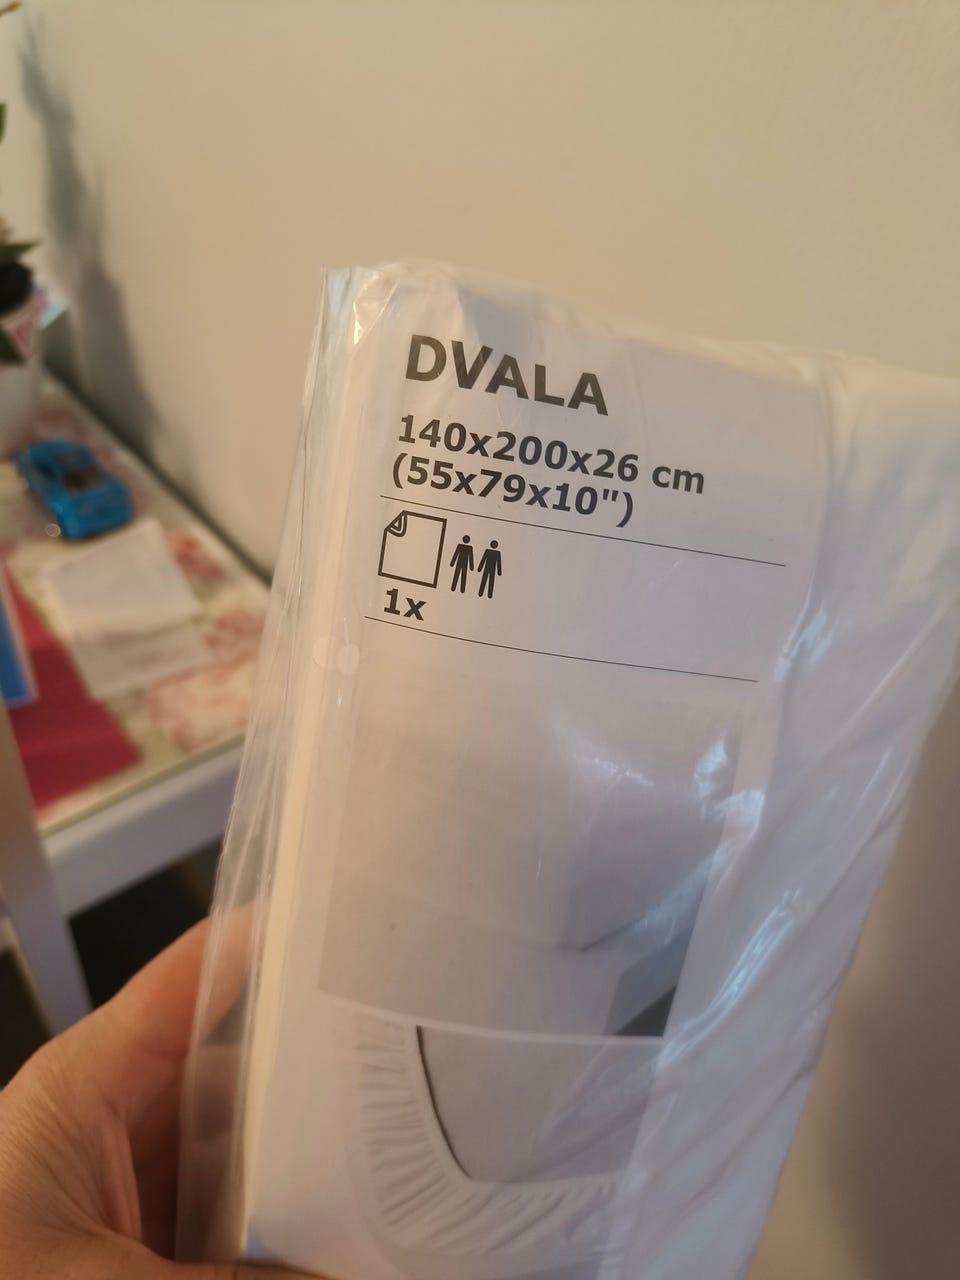 DVALA
140x200x26 cm
(55x79x10")
1x